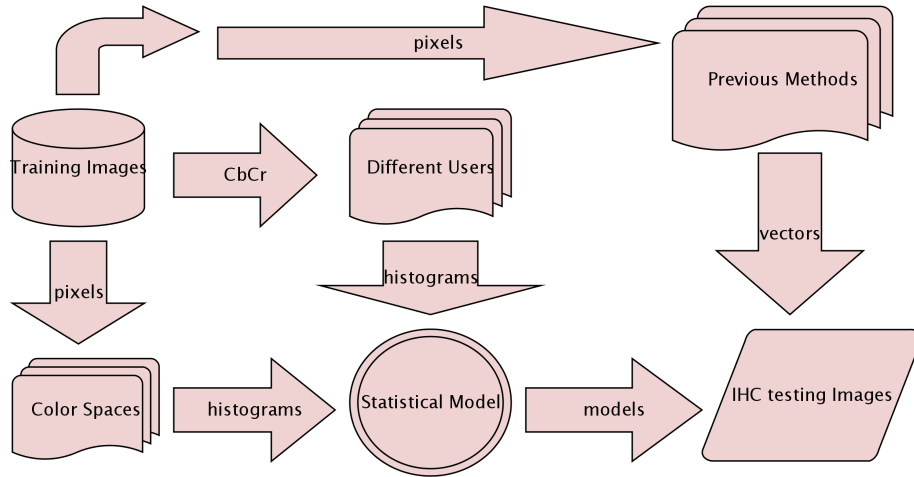 pixels
Previous Methods
Training Images
CbCr
Different Users
vectors
pixels
histograms
Color Spaces
histograms
Statistical Model
models
IHC testing Images